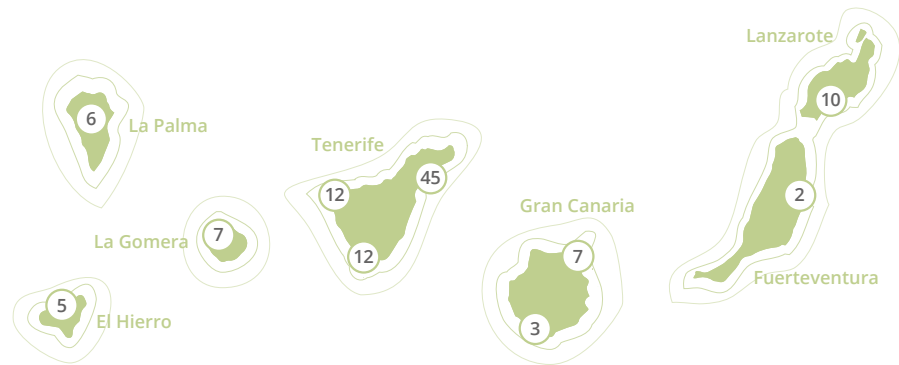 Lanzarote
10
6
La Palma
Tenerife
45
12
2
Gran Canaria
La Gomera
7
12
7
Fuerteventura
5
El Hierro
3